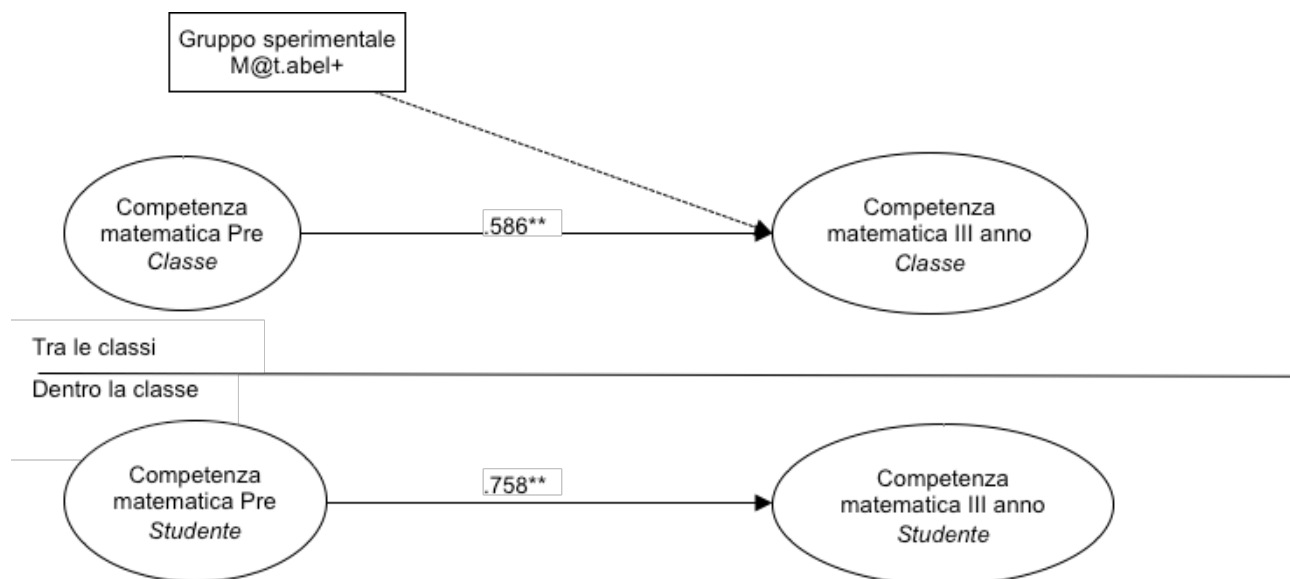 Gruppo sperimentale
M@t.abel+
Competenza
matematica Pre
Classe
.586**
Competenza
matematica III anno
Classe
Tra le classi
Dentro la classe
Competenza
matematica Pre
Studente
.758**
Competenza
matematica III anno
Studente